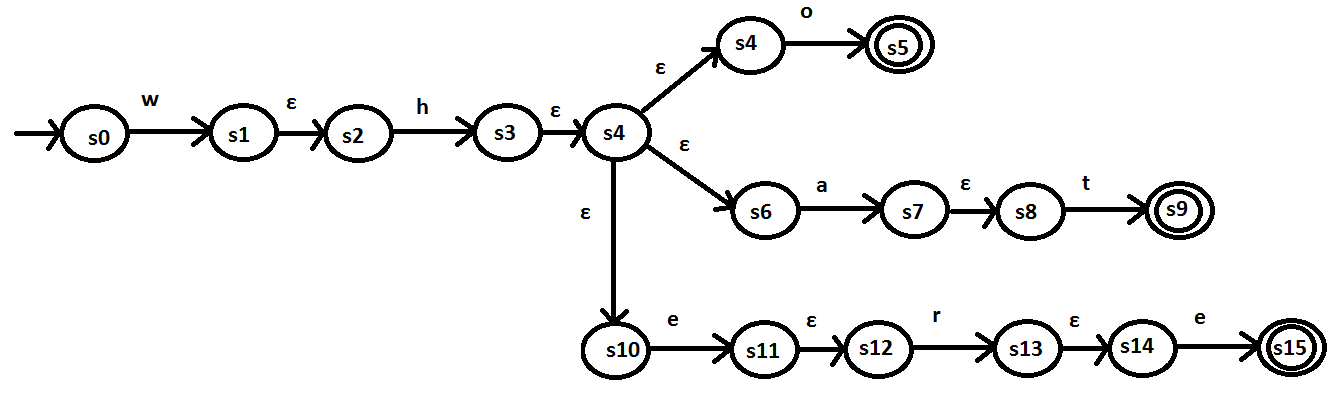 o
s4 s5
ε
w ε h ε
s0 s1 s2 s3 s4
ε a ε t
s6 s7 s8 s9
ε
e ε r ε e
s10 s11 s12 s13 s14 s15